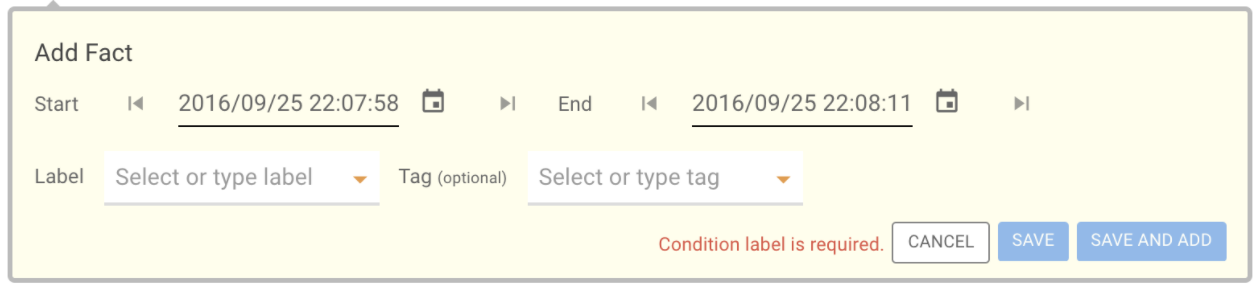 Add Fact
Start 2016/09/25 22:07:58 End 2016/09/25 22:08:11
Label Select or type label Tag (optional) Select or type tag
Condition label is required. CANCEL SAVE SAVE AND ADD